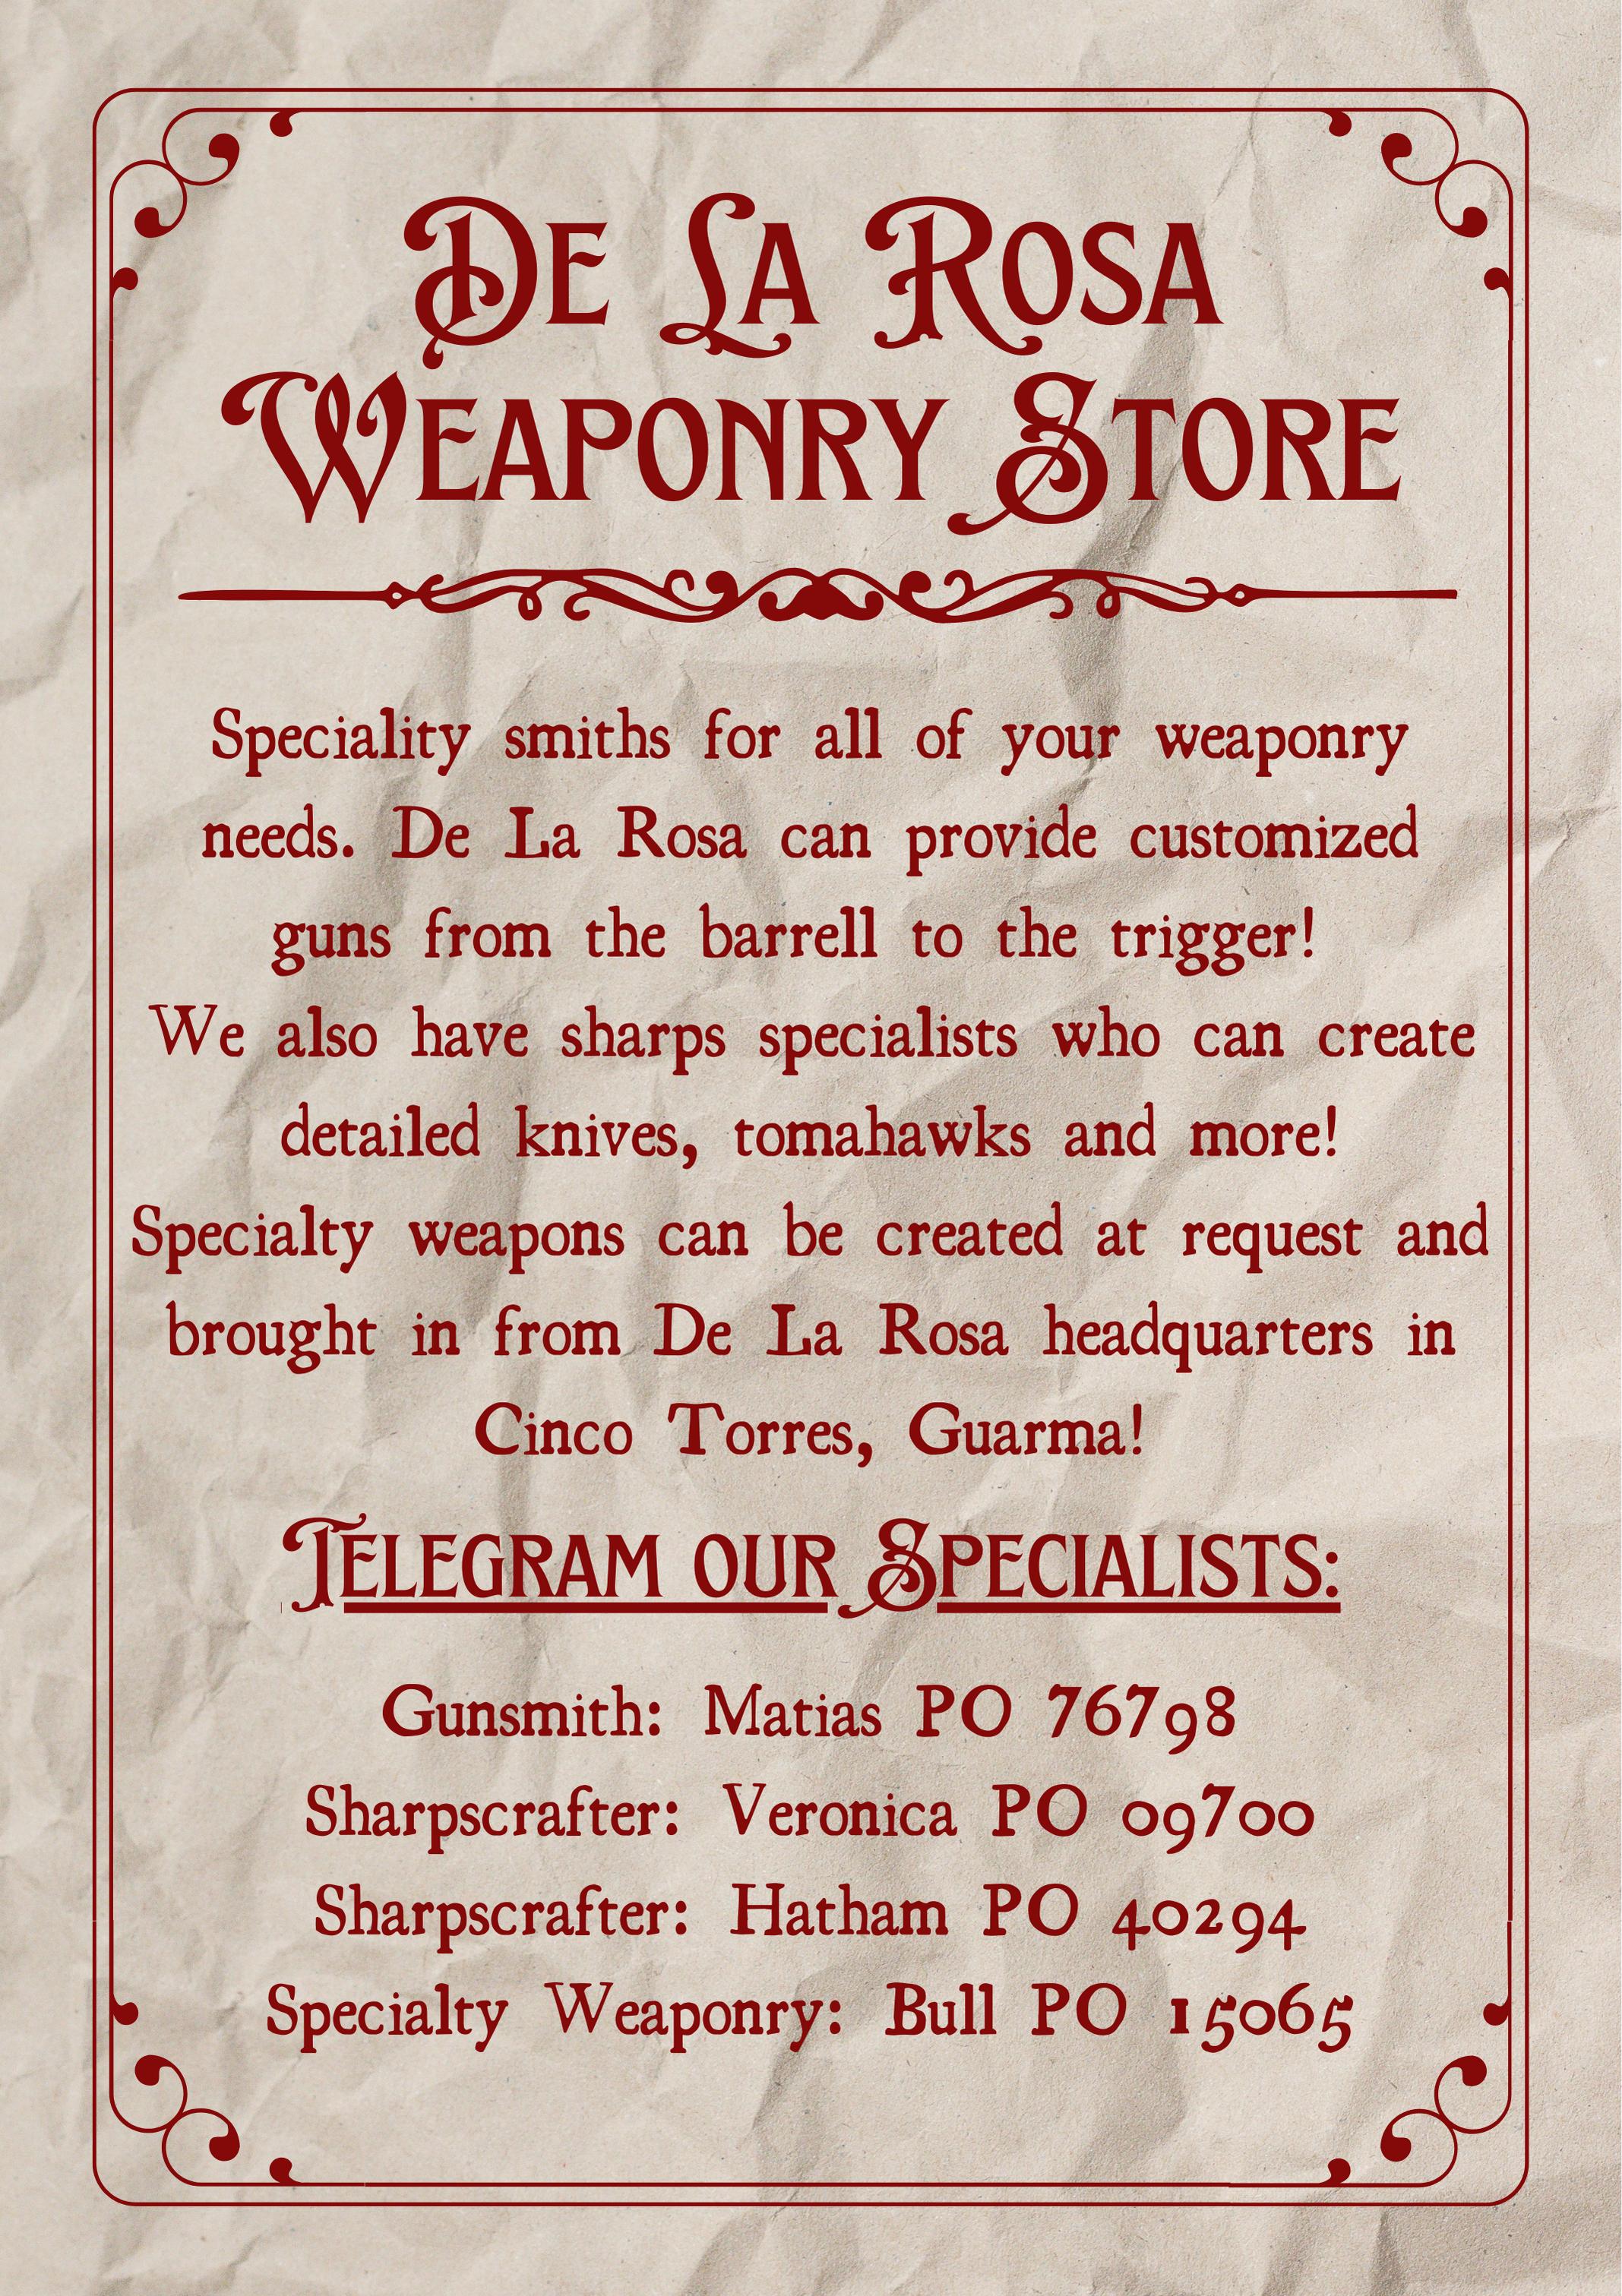 De La Rosa
Weaponry Store
Speciality smiths for all of your weaponry
needs. De La Rosa can provide customized
guns from the barrell to the trigger!
We also have sharps specialists who can create
detailed knives, tomahawks and more!
Specialty weapons can be created at request and
brought in from De La Rosa headquarters in
Cinco Torres, Guarma!
Telegram our Specialists:
Gunsmith: Matias PO 76798
Sharpscrafter: Veronica PO 09700
Sharpscrafter: Hatham PO 40294
Specialty Weaponry: Bull PO 15065